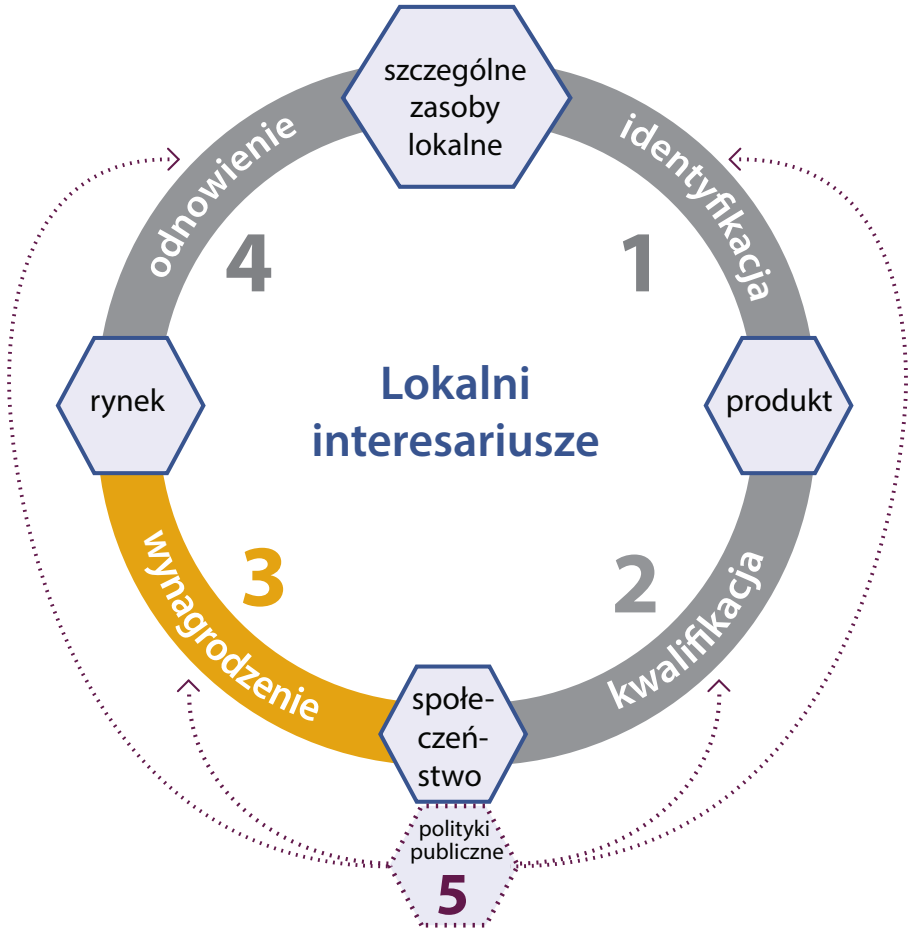 szczególne
zasoby
lokalne
identyfikacja
1
produkt
2
kwalifikacja
społe-
czeń-
stwo
polityki
publiczne
5
wynagrodzenie
3
rynek
4
odnowienie
Lokalni
interesariusze